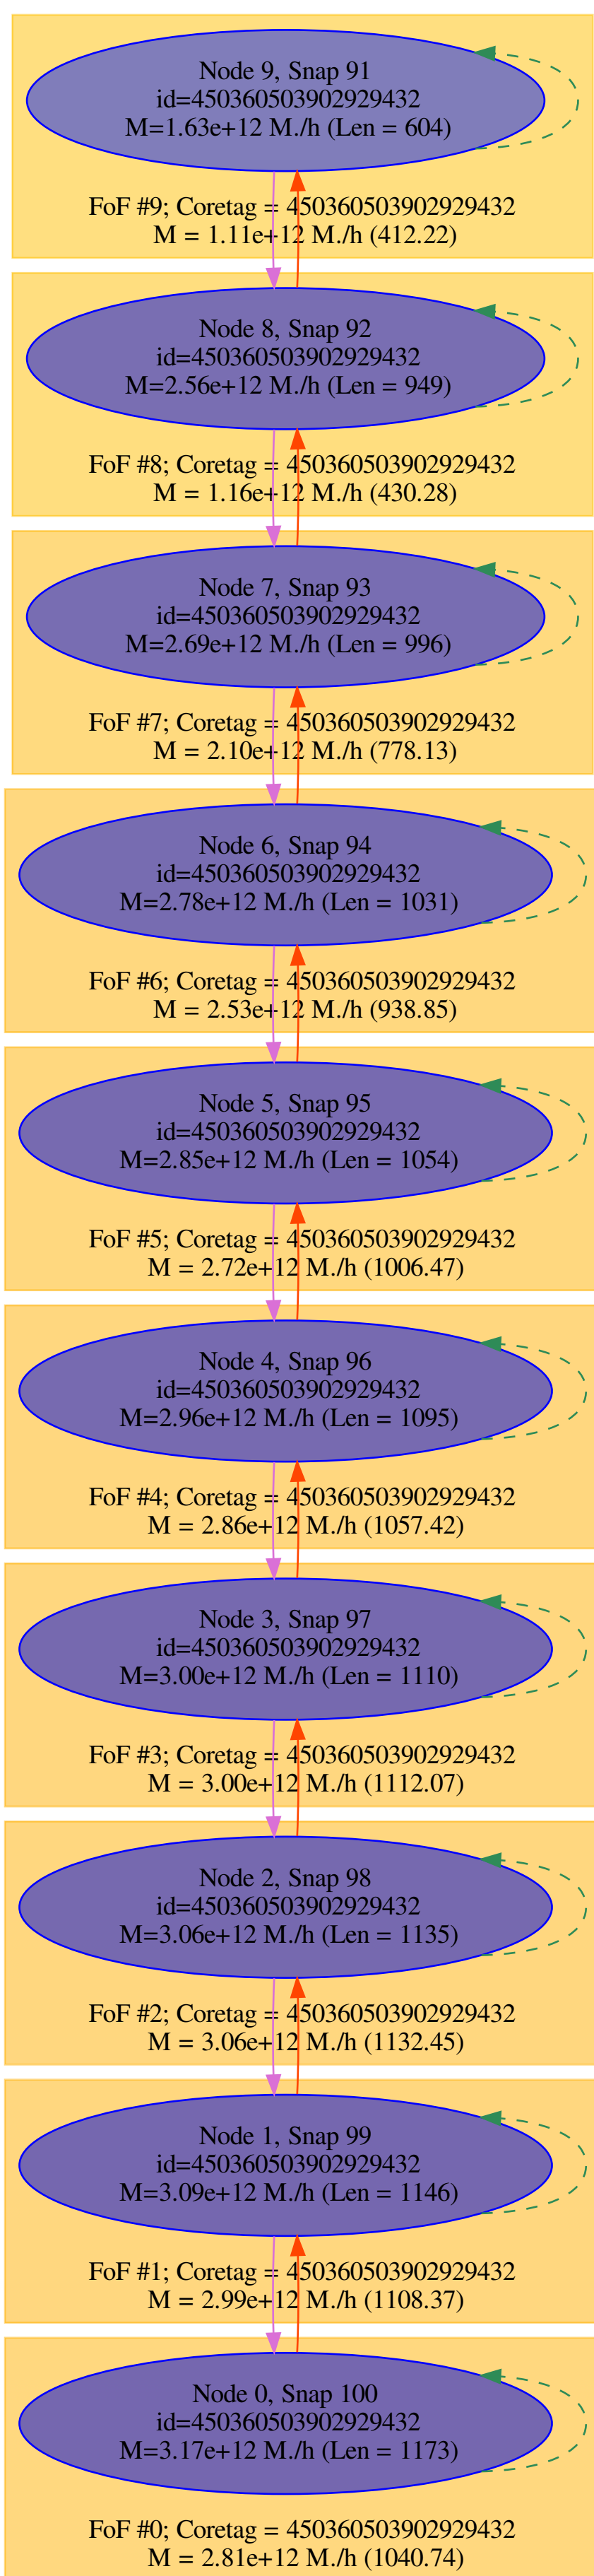 Node 9, Snap 91
id=450360503902929432
M=1.63e+12 M./h (Len = 604)
FoF #9; Coretag = 450360503902929432
M = 1.11e+12 M./h (412.22)
Node 8, Snap 92
id=450360503902929432
M=2.56e+12 M./h (Len = 949)
FoF #8; Coretag = 450360503902929432
M = 1.16e+12 M./h (430.28)
Node 7, Snap 93
id=450360503902929432
M=2.69e+12 M./h (Len = 996)
FoF #7; Coretag = 450360503902929432
M = 2.10e+12 M./h (778.13)
Node 6, Snap 94
id=450360503902929432
M=2.78e+12 M./h (Len = 1031)
FoF #6; Coretag = 450360503902929432
M = 2.53e+12 M./h (938.85)
Node 5, Snap 95
id=450360503902929432
M=2.85e+12 M./h (Len = 1054)
FoF #5; Coretag = 450360503902929432
M = 2.72e+12 M./h (1006.47)
Node 4, Snap 96
id=450360503902929432
M=2.96e+12 M./h (Len = 1095)
FoF #4; Coretag = 450360503902929432
M = 2.86e+12 M./h (1057.42)
Node 3, Snap 97
id=450360503902929432
M=3.00e+12 M./h (Len = 1110)
FoF #3; Coretag = 450360503902929432
M = 3.00e+12 M./h (1112.07)
Node 2, Snap 98
id=450360503902929432
M=3.06e+12 M./h (Len = 1135)
FoF #2; Coretag = 450360503902929432
M = 3.06e+12 M./h (1132.45)
Node 1, Snap 99
id=450360503902929432
M=3.09e+12 M./h (Len = 1146)
FoF #1; Coretag = 450360503902929432
M = 2.99e+12 M./h (1108.37)
Node 0, Snap 100
id=450360503902929432
M=3.17e+12 M./h (Len = 1173)
FoF #0; Coretag = 450360503902929432
M = 2.81e+12 M./h (1040.74)